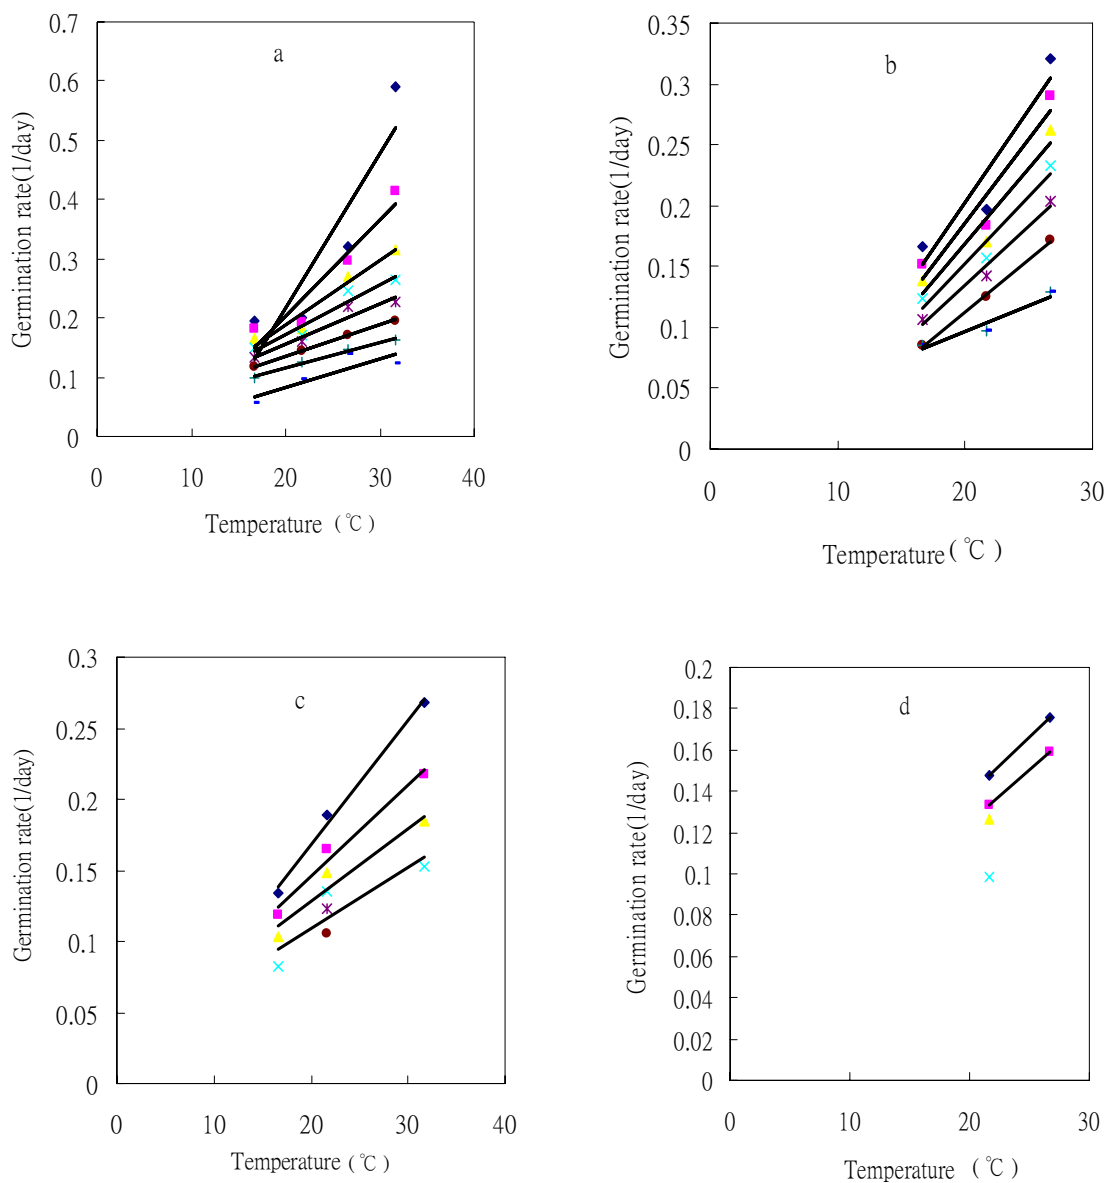 a
Germination rate(1/day)
0.7
0.6
0.5
0.4
0.3
0.2
0.1
0
0 10 20 30 40
Temperature (℃)
b
Germination rate(1/day)
0.35
0.3
0.25
0.2
0.15
0.1
0.05
0
0 10 20 30
Temperature(℃)
c
Germination rate(1/day)
0.3
0.25
0.2
0.15
0.1
0.05
0
0 10 20 30 40
Temperature (℃)
d
Germination rate(1/day)
0.2
0.18
0.16
0.14
0.12
0.1
0.08
0.06
0.04
0.02
0
0 10 20 30
Temperature (℃)